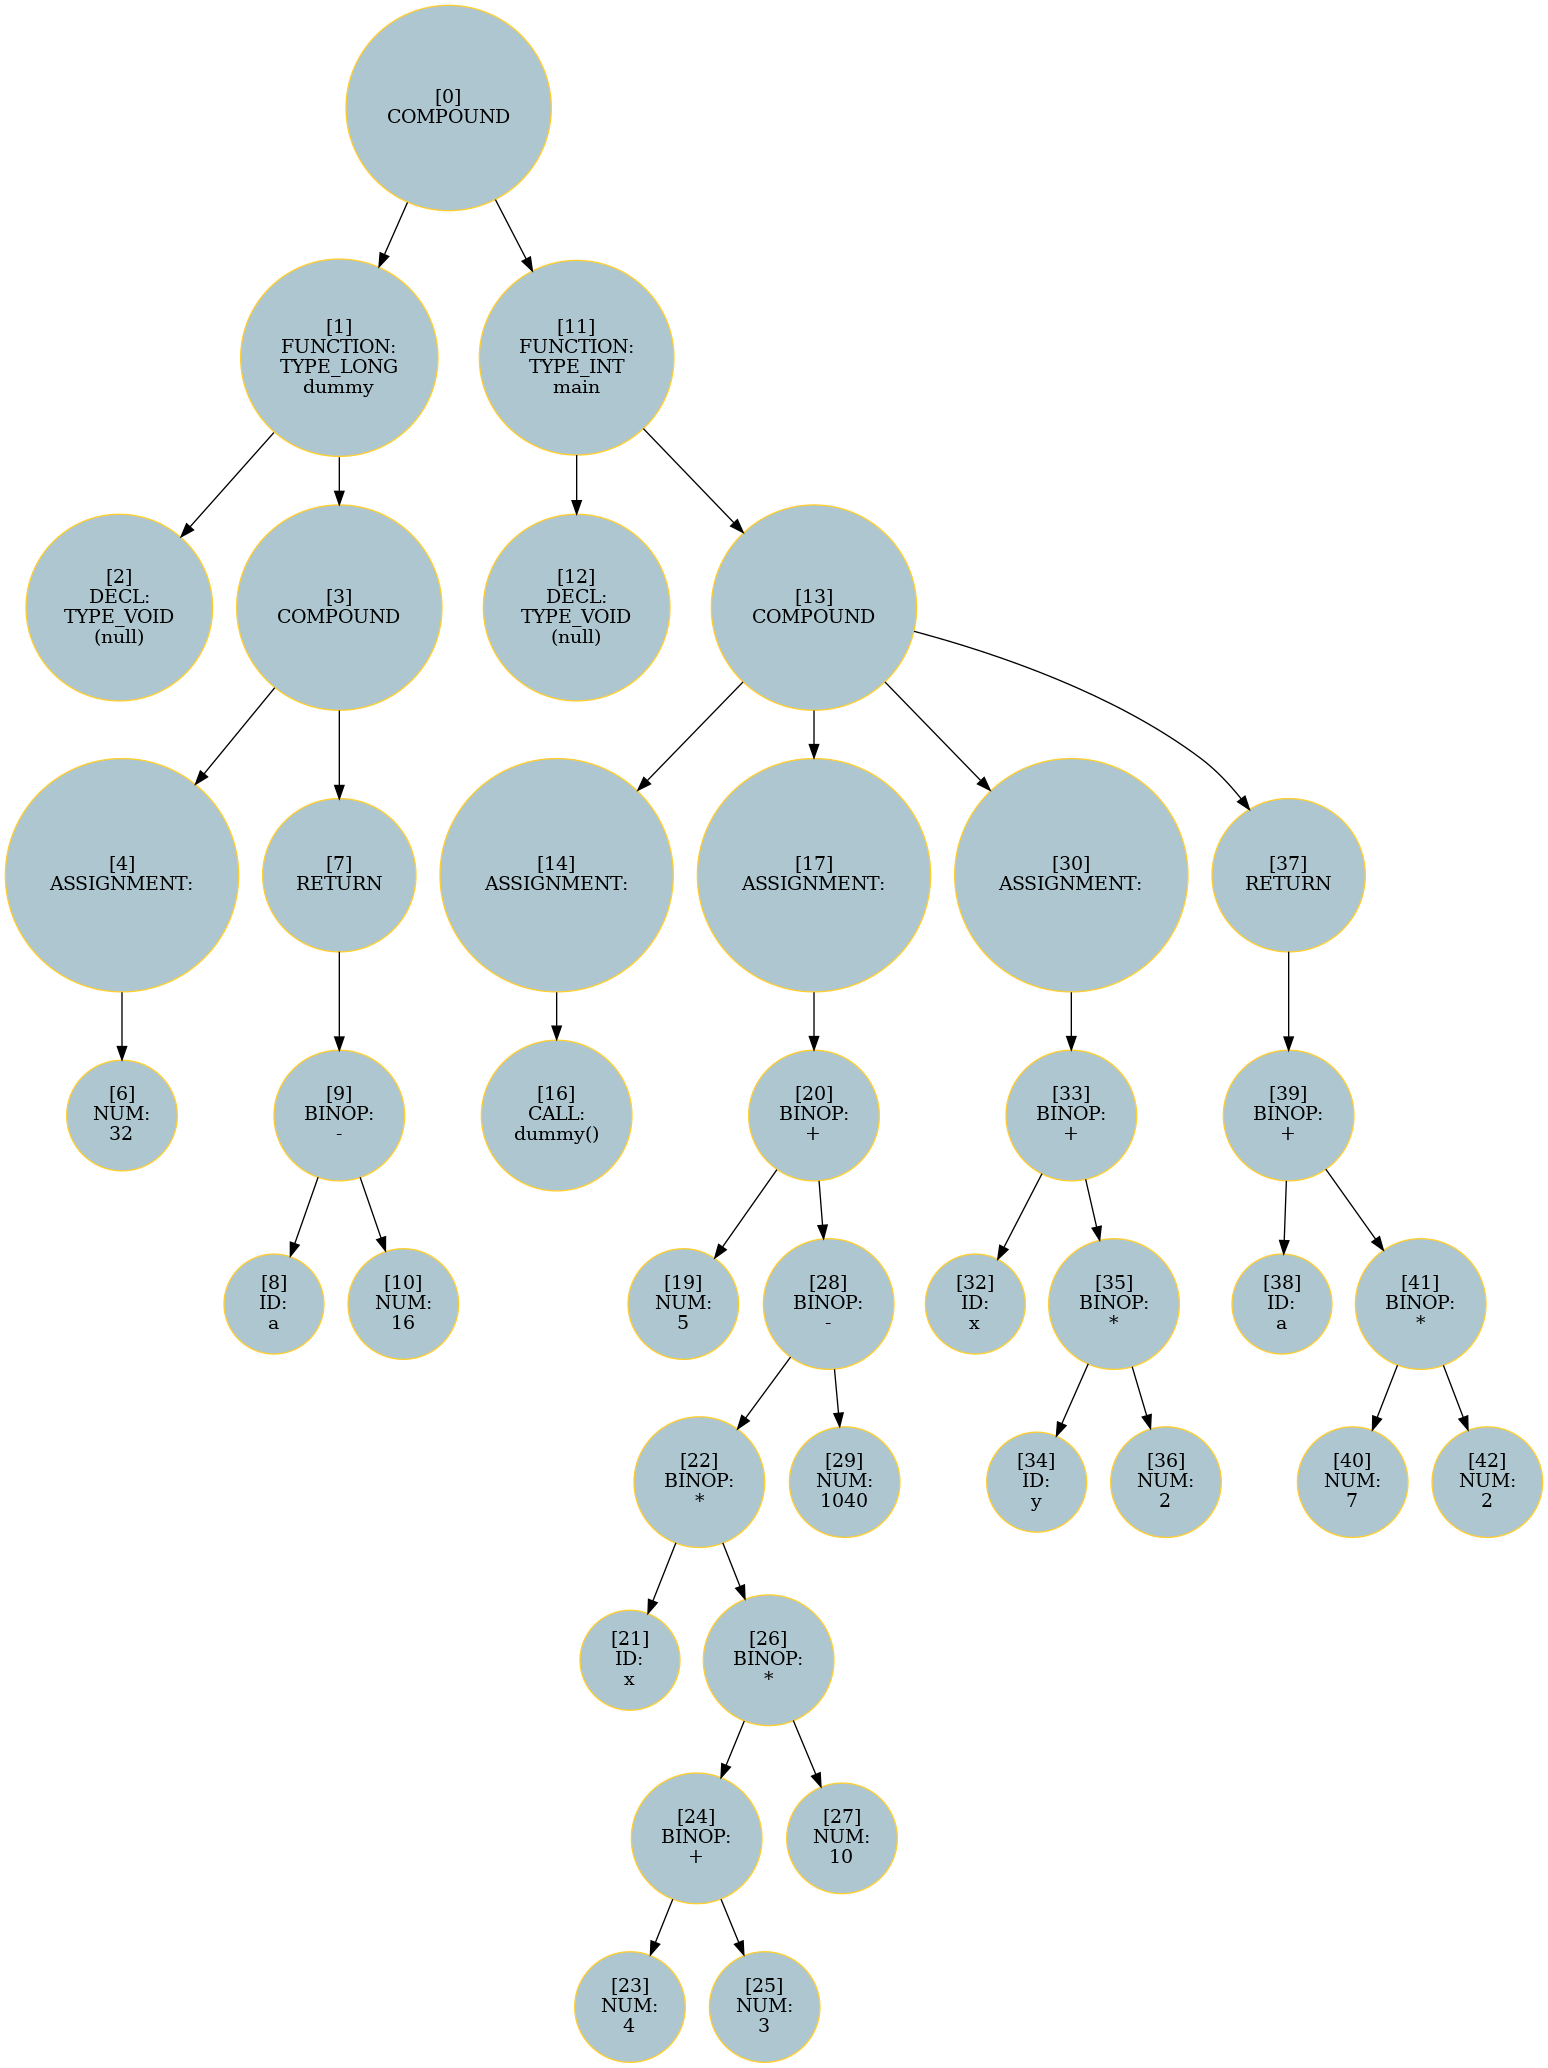 [0]
COMPOUND
[1]
FUNCTION:
TYPE_LONG
dummy
[11]
FUNCTION:
TYPE_INT
main
[2]
DECL:
TYPE_VOID
(null)
[3]
COMPOUND
[12]
DECL:
TYPE_VOID
(null)
[13]
COMPOUND
[4]
ASSIGNMENT:
[7]
RETURN
[14]
ASSIGNMENT:
[17]
ASSIGNMENT:
[30]
ASSIGNMENT:
[37]
RETURN
[6]
NUM:
32
[9]
BINOP:
-
[16]
CALL:
dummy()
[20]
BINOP:
+
[33]
BINOP:
+
[39]
BINOP:
+
[8]
ID:
a
[10]
NUM:
16
[19]
NUM:
5
[28]
BINOP:
-
[32]
ID:
x
[35]
BINOP:
*
[38]
ID:
a
[41]
BINOP:
*
[22]
BINOP:
*
[29]
NUM:
1040
[34]
ID:
y
[36]
NUM:
2
[40]
NUM:
7
[42]
NUM:
2
[21]
ID:
x
[26]
BINOP:
*
[24]
BINOP:
+
[27]
NUM:
10
[23]
NUM:
4
[25]
NUM:
3